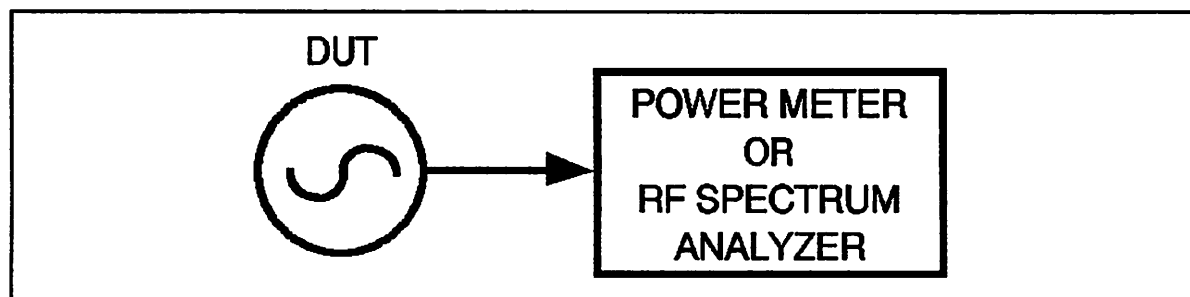 DUT
POWER METER
OR
RF SPECTRUM
ANALYZER